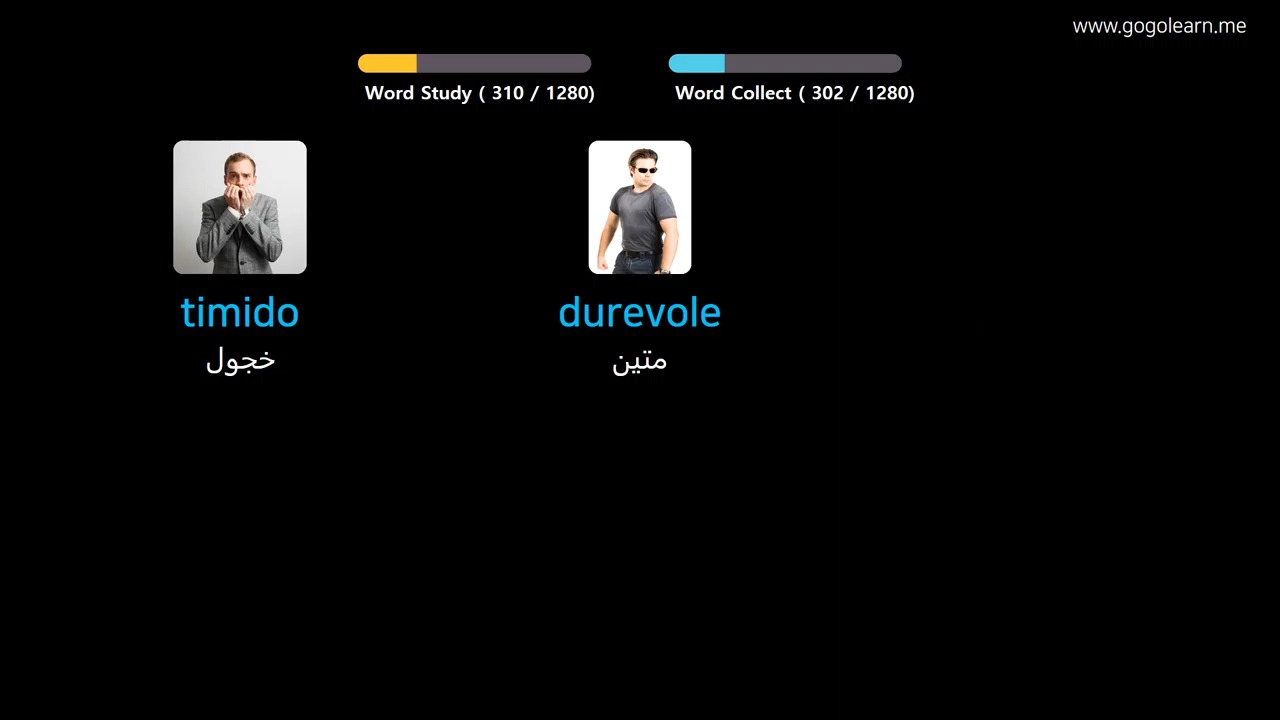 www.gogolearn.me
Word Study ( 310 / 1280)
Word Collect ( 302 / 1280)
timido
خجول
durevole
متين